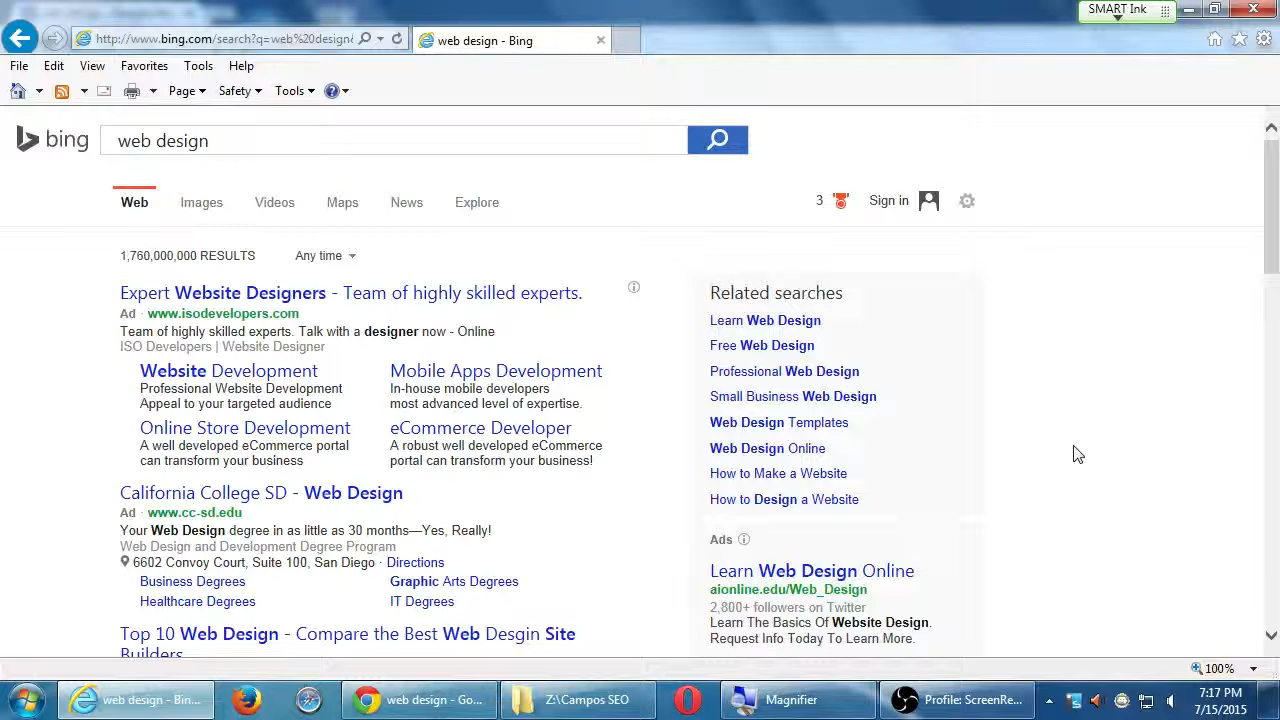 SMART Ink
http://www.bing.com/search?q=web%20design&
web design - Bing
File Edit View Favorites Tools Help
Page Safety Tools
bing
web design
Web Images Videos Maps News Explore
3 Sign in
1,760,000,000 RESULTS Any time
Expert Website Designers - Team of highly skilled experts.
Ad · www.isodevelopers.com
Team of highly skilled experts. Talk with a designer now - Online
ISO Developers | Website Designer
Website Development
Professional Website Development
Appeal to your targeted audience
Mobile Apps Development
In-house mobile developers
most advanced level of expertise.
Online Store Development
A well developed eCommerce portal
can transform your business
eCommerce Developer
A robust well developed eCommerce
portal can transform your business!
California College SD - Web Design
Ad · www.cc-sd.edu
Your Web Design degree in as little as 30 months—Yes, Really!
Web Design and Development Degree Program
6602 Convoy Court, Suite 100, San Diego · Directions
Business Degrees
Graphic Arts Degrees
Healthcare Degrees
IT Degrees
Top 10 Web Design - Compare the Best Web Desgin Site
Builders
Related searches
Learn Web Design
Free Web Design
Professional Web Design
Small Business Web Design
Web Design Templates
Web Design Online
How to Make a Website
How to Design a Website
Ads
Learn Web Design Online
aionline.edu/Web_Design
2,800+ followers on Twitter
Learn The Basics Of Website Design.
Request Info Today To Learn More.
100%
web design - Bin...
web design - Go...
Z:\Campos SEO
Magnifier
Profile: ScreenRe...
7:17 PM
7/15/2015